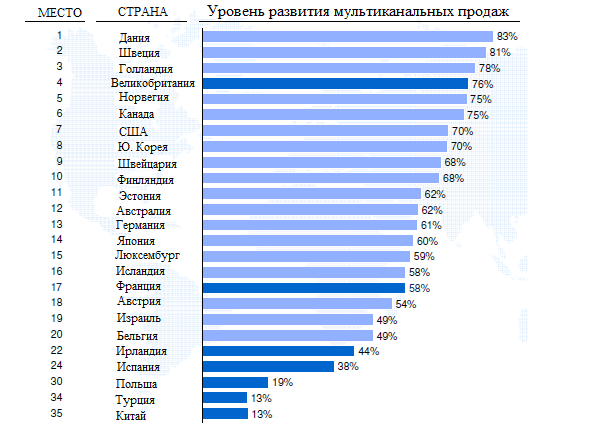 МЕСТО СТРАНА Уровень развития мультиканальных продаж
1 Дания 83%
2 Швеция 81%
3 Голландия 78%
4 Великобритания 76%
5 Норвегия 75%
6 Канада 75%
7 США 70%
8 Ю. Корея 70%
9 Швейцария 68%
10 Финляндия 68%
11 Эстония 62%
12 Австралия 62%
13 Германия 61%
14 Япония 60%
15 Люксембург 59%
16 Исландия 58%
17 Франция 58%
18 Австрия 54%
19 Израиль 49%
20 Бельгия 49%
22 Ирландия 44%
24 Испания 38%
30 Польша 19%
34 Турция 13%
35 Китай 13%